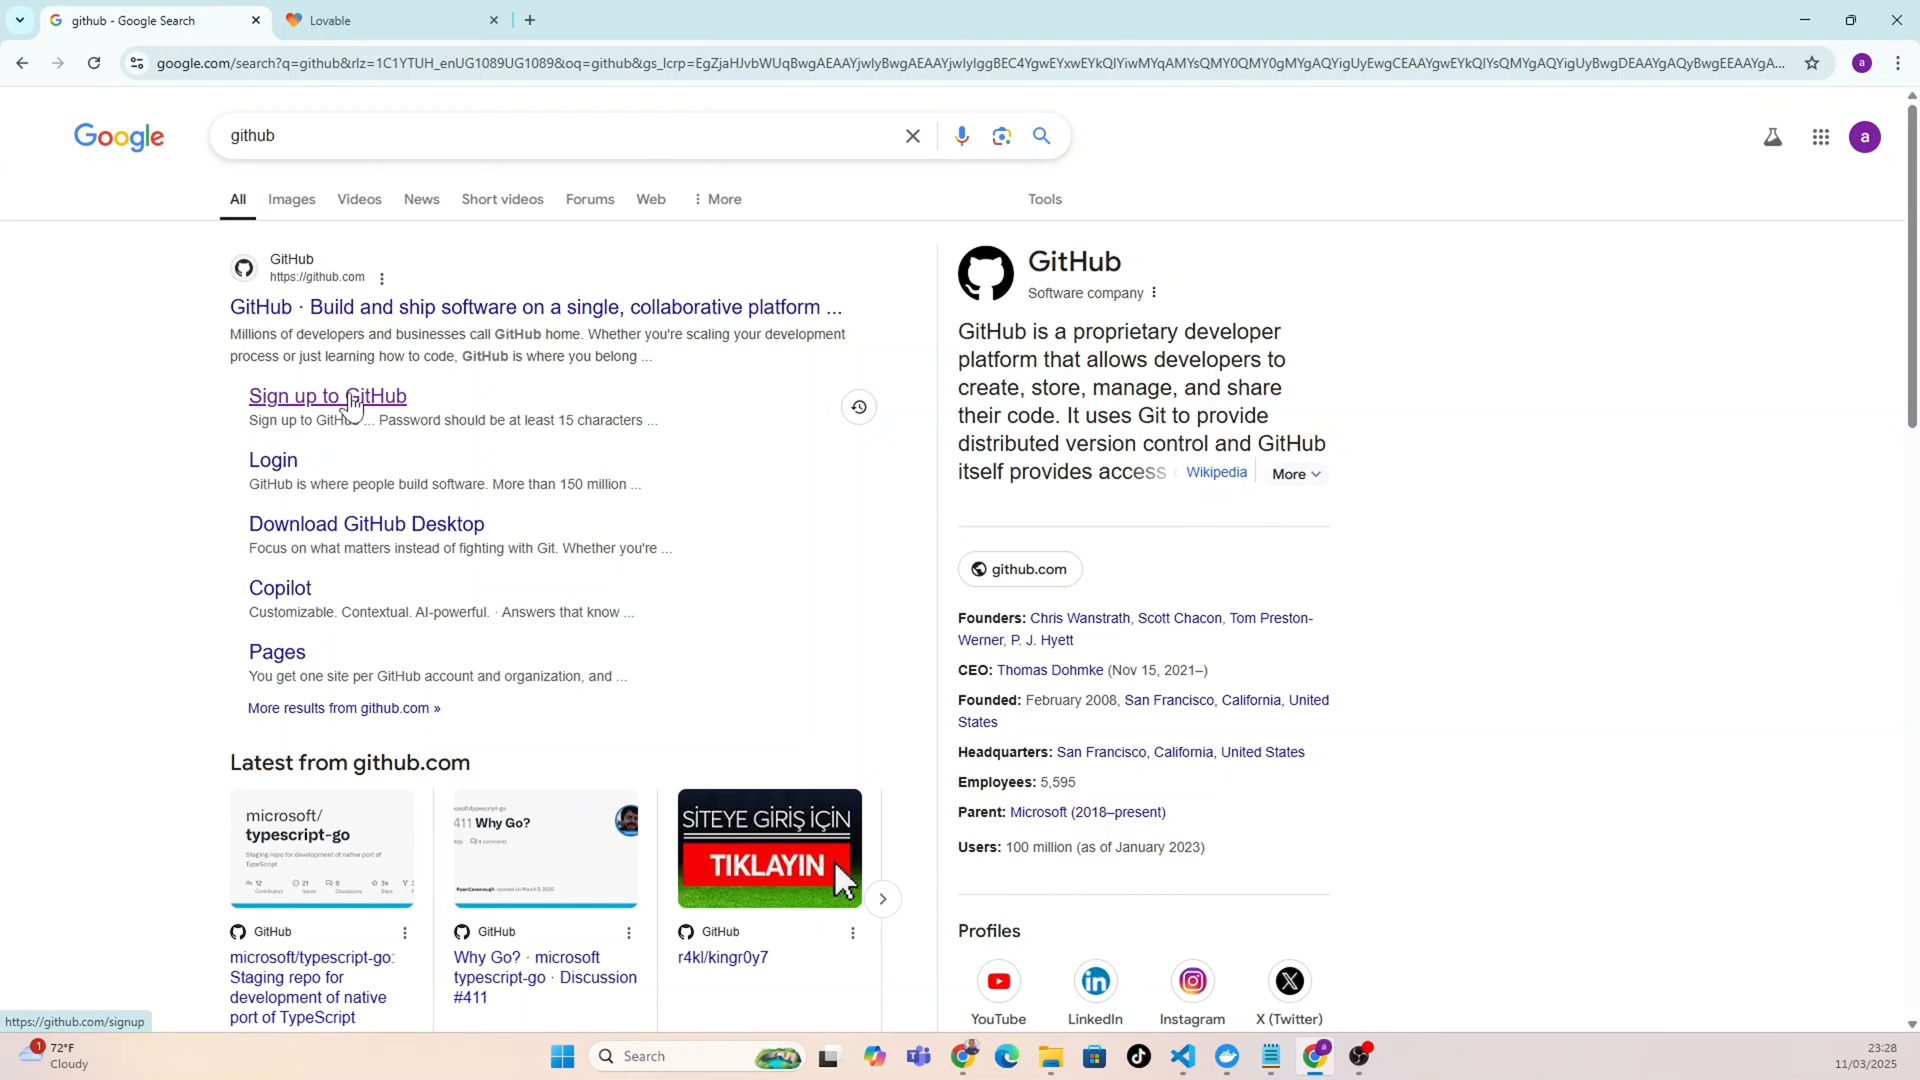 github - Google Search
Lovable
google.com/search?q=github&rlz=1C1YTUH_enUG1089UG1089&oq=github&gs_lcrp=
Google
github
a
All
Images
Videos
News
Short videos
Forums
Web
More
Tools
GitHub
https://github.com
GitHub · Build and ship software on a single, collaborative platform ...
Millions of developers and businesses call GitHub home. Whether you're scaling your development
process or just learning how to code, GitHub is where you belong ...
Sign up to GitHub
Sign up to GitHub ... Password should be at least 15 characters ...
Login
GitHub is where people build software. More than 150 million ...
Download GitHub Desktop
Focus on what matters instead of fighting with Git. Whether you're ...
Copilot
Customizable. Contextual. AI-powerful. · Answers that know ...
Pages
You get one site per GitHub account and organization, and ...
More results from github.com »
Latest from github.com
microsoft/
typescript-go
Staging repo for development of native port of
TypeScript
411 Why Go?
SİTEYE GİRİŞ İÇİN
TIKLAYIN
GitHub
microsoft/typescript-go:
Staging repo for
development of native
port of TypeScript
GitHub
Why Go? · microsoft
typescript-go · Discussion
#411
GitHub
r4kl/kingr0y7
GitHub
Software company
GitHub is a proprietary developer
platform that allows developers to
create, store, manage, and share
their code. It uses Git to provide
distributed version control and GitHub
itself provides access
Wikipedia
More
github.com
Founders: Chris Wanstrath, Scott Chacon, Tom Preston-
Werner, P. J. Hyett
CEO: Thomas Dohmke (Nov 15, 2021–)
Founded: February 2008, San Francisco, California, United
States
Headquarters: San Francisco, California, United States
Employees: 5,595
Parent: Microsoft (2018–present)
Users: 100 million (as of January 2023)
Profiles
YouTube
LinkedIn
Instagram
X (Twitter)
https://github.com/signup
1
72°F
Cloudy
Search
23:28
11/03/2025